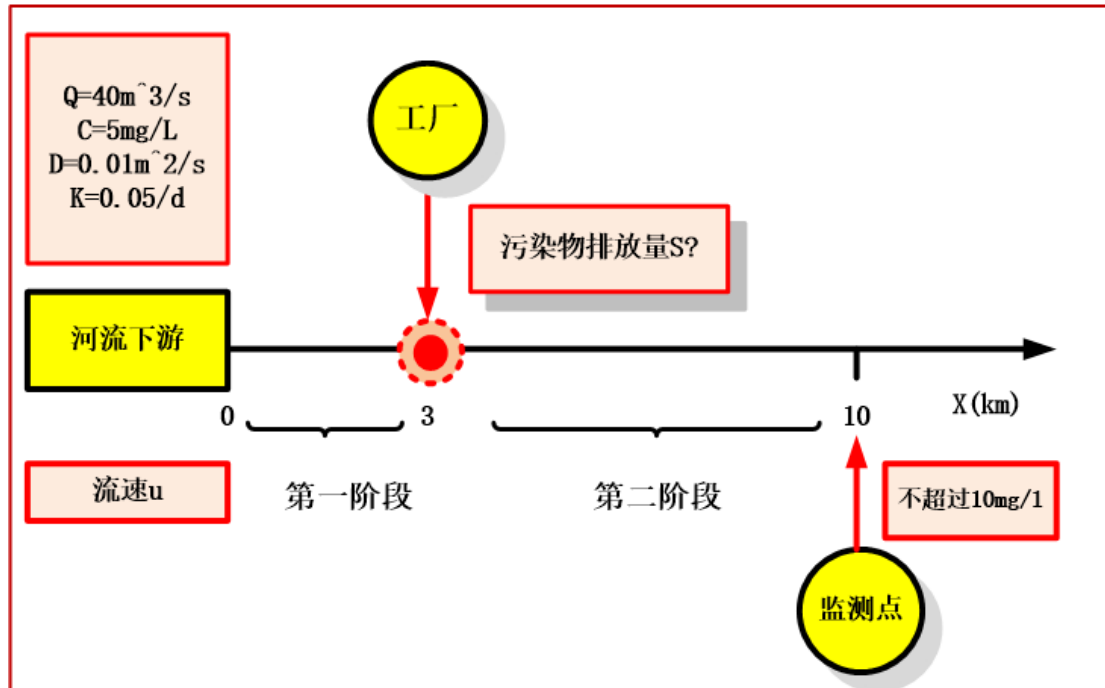 Q=40m^3/s
C=5mg/L
D=0.01m^2/s
K=0.05/d
工厂
污染物排放量S?
河流下游
0
3
10
X(km)
流速u
第一阶段
第二阶段
不超过10mg/l
监测点